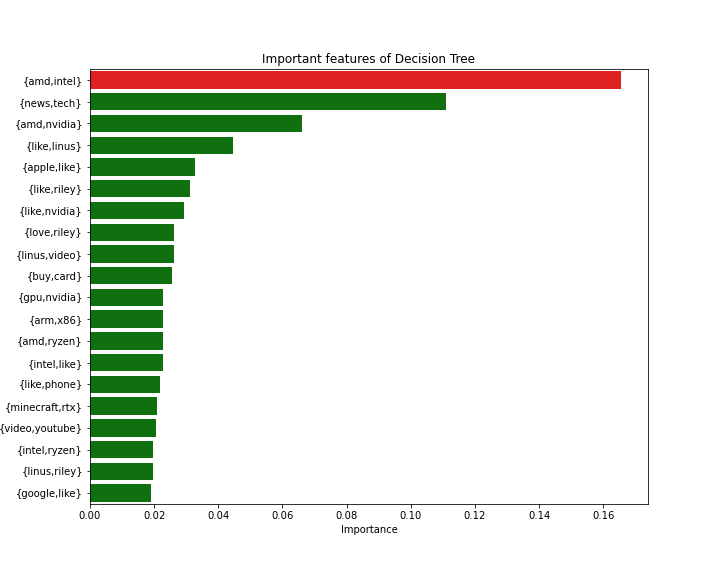 Important features of Decision Tree
{amd,intel}
{news,tech}
{amd,nvidia}
{like,linus}
{apple,like}
{like,riley}
{like,nvidia}
{love,riley}
{linus,video}
{buy,card}
{gpu,nvidia}
{arm,x86}
{amd,ryzen}
{intel,like}
{like,phone}
{minecraft,rtx}
{video,youtube}
{intel,ryzen}
{linus,riley}
{google,like}
0.00 0.02 0.04 0.06 0.08 0.10 0.12 0.14 0.16
Importance